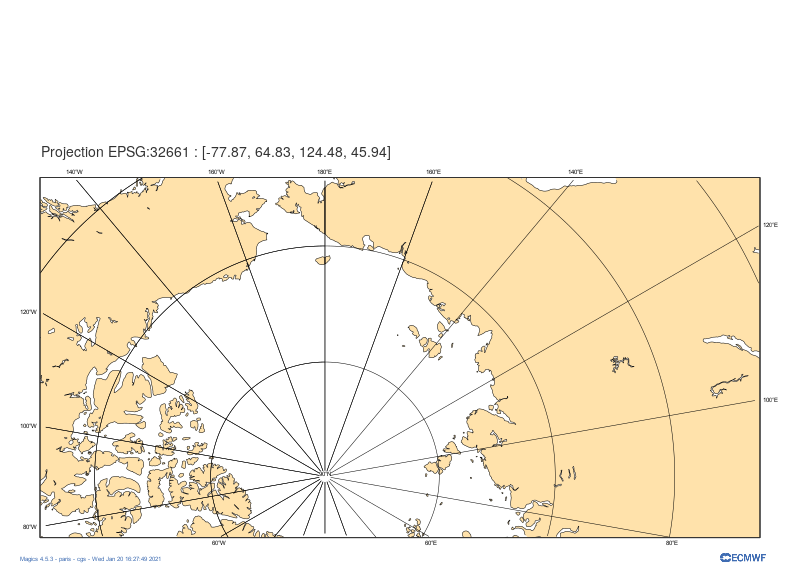 Projection EPSG:32661 : [-77.87, 64.83, 124.48, 45.94]
140°W 160°W 180°E 160°E 140°E
120°E
120°W
100°E
100°W
80°W
60°W 60°E 80°E
Magics 4.5.3 - paris - cgs - Wed Jan 20 16:27:49 2021
ECMWF